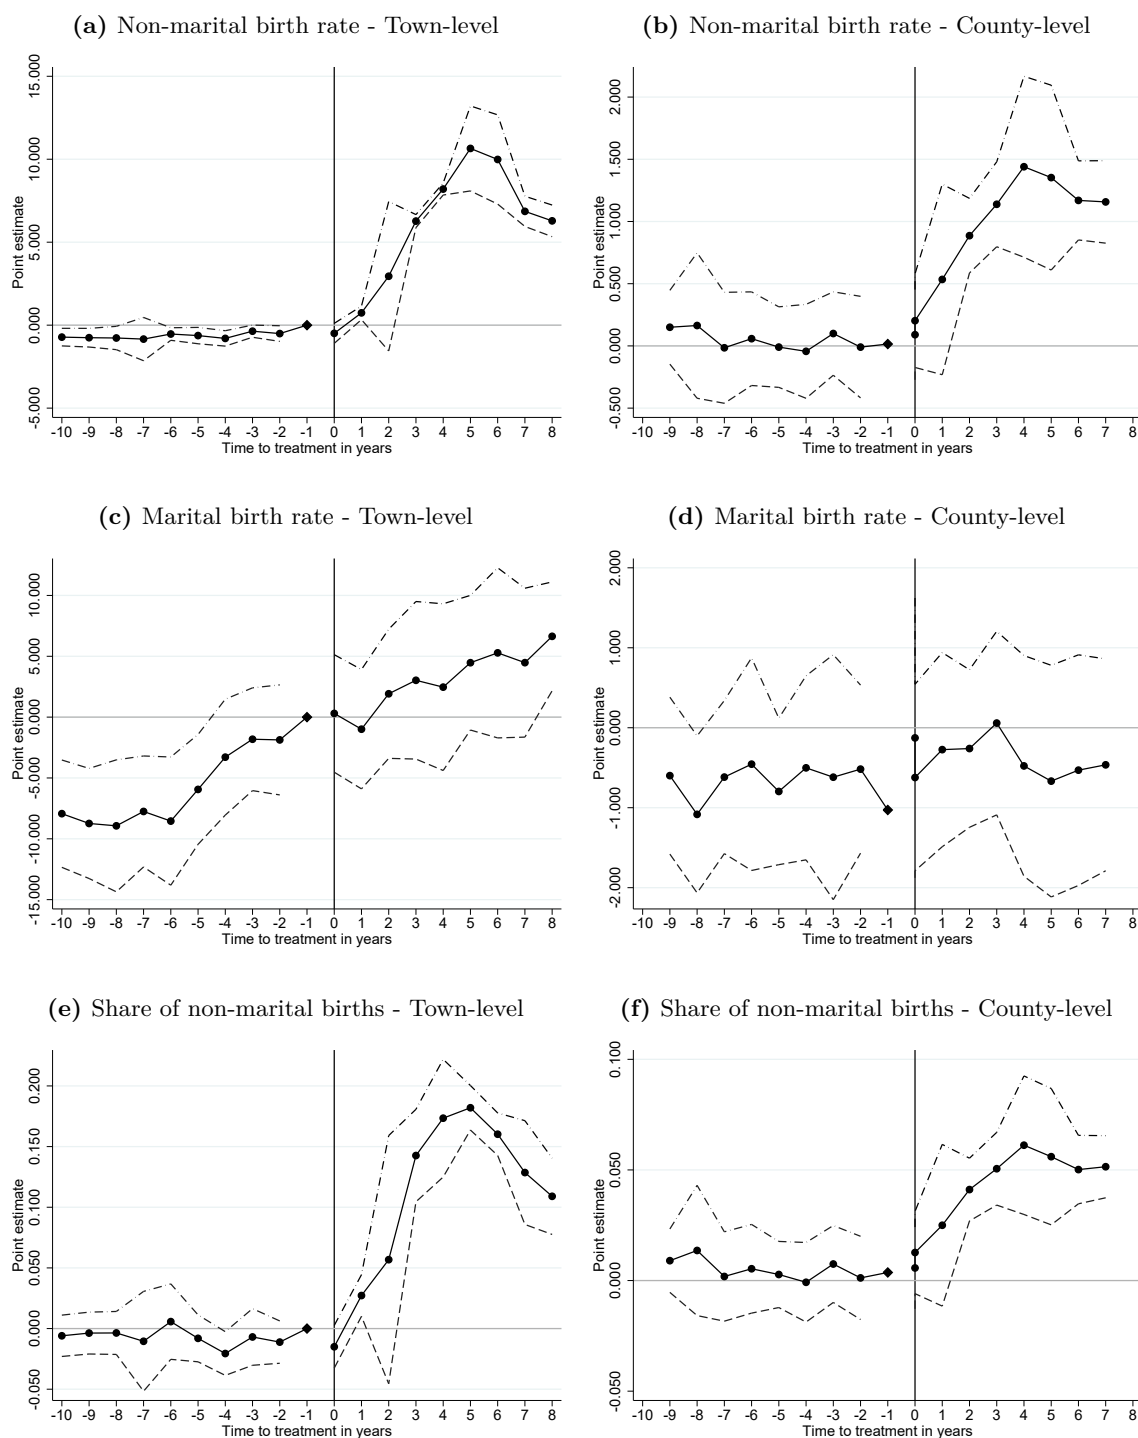 (a) Non-marital birth rate - Town-level
Point estimate
15.000
10.000
5.000
0.000
-5.000
-10 -9 -8 -7 -6 -5 -4 -3 -2 -1 0 1 2 3 4 5 6 7 8
Time to treatment in years
(b) Non-marital birth rate - County-level
Point estimate
2.000
1.500
1.000
0.500
0.000
-0.500
-10 -9 -8 -7 -6 -5 -4 -3 -2 -1 0 1 2 3 4 5 6 7 8
Time to treatment in years
(c) Marital birth rate - Town-level
Point estimate
10.000
5.000
0.000
-5.000
-10.000
-15.000
-10 -9 -8 -7 -6 -5 -4 -3 -2 -1 0 1 2 3 4 5 6 7 8
Time to treatment in years
(d) Marital birth rate - County-level
Point estimate
2.000
1.000
0.000
-1.000
-2.000
-10 -9 -8 -7 -6 -5 -4 -3 -2 -1 0 1 2 3 4 5 6 7 8
Time to treatment in years
(e) Share of non-marital births - Town-level
Point estimate
0.200
0.150
0.100
0.050
0.000
-0.050
-10 -9 -8 -7 -6 -5 -4 -3 -2 -1 0 1 2 3 4 5 6 7 8
Time to treatment in years
(f) Share of non-marital births - County-level
Point estimate
0.100
0.050
0.000
-0.050
-10 -9 -8 -7 -6 -5 -4 -3 -2 -1 0 1 2 3 4 5 6 7 8
Time to treatment in years